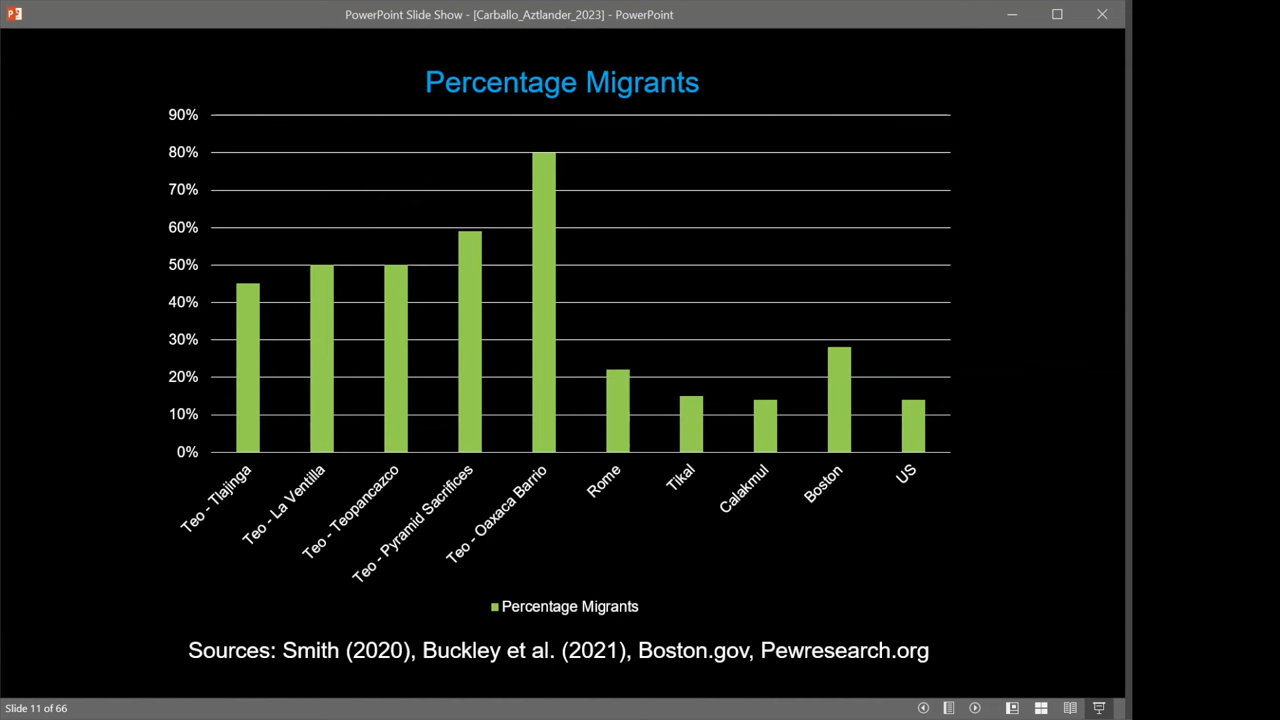 PowerPoint Slide Show - [Carballo_Aztlander_2023] - PowerPoint
Percentage Migrants
90%
80%
70%
60%
50%
40%
30%
20%
10%
0%
Teo - Tlajinga
Teo - La Ventilla
Teo - Teopancazco
Teo - Pyramid Sacrifices
Teo - Oaxaca Barrio
Rome
Tikal
Calakmul
Boston
US
Percentage Migrants
Sources: Smith (2020), Buckley et al. (2021), Boston.gov, Pewresearch.org
Slide 11 of 66